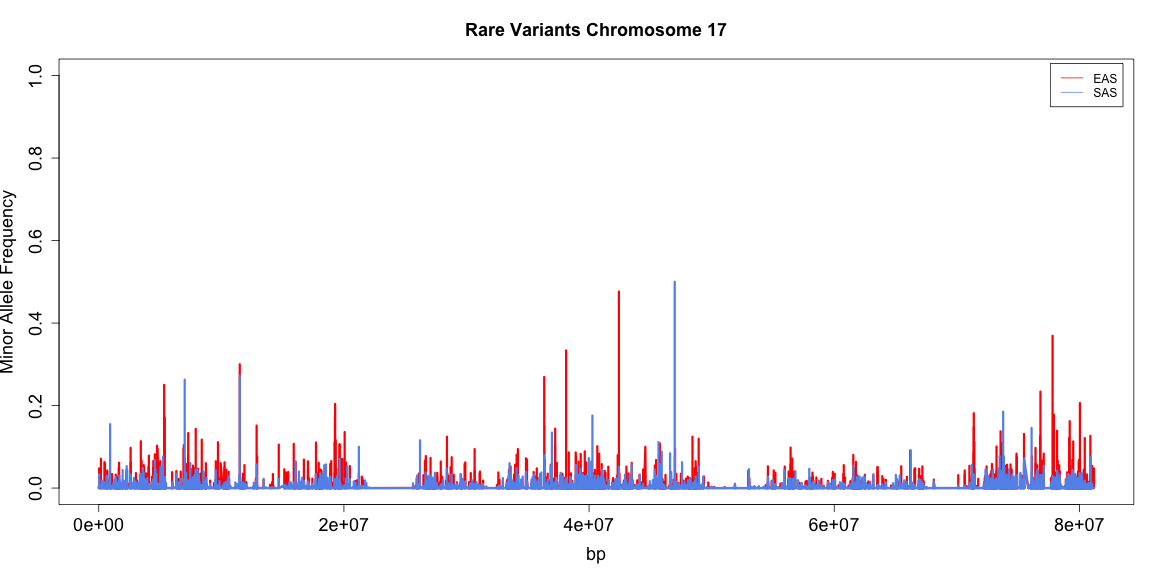 Rare Variants Chromosome 17
EAS
SAS
Minor Allele Frequency
1.0
0.8
0.6
0.4
0.2
0.0
0e+00
2e+07
4e+07
6e+07
8e+07
bp